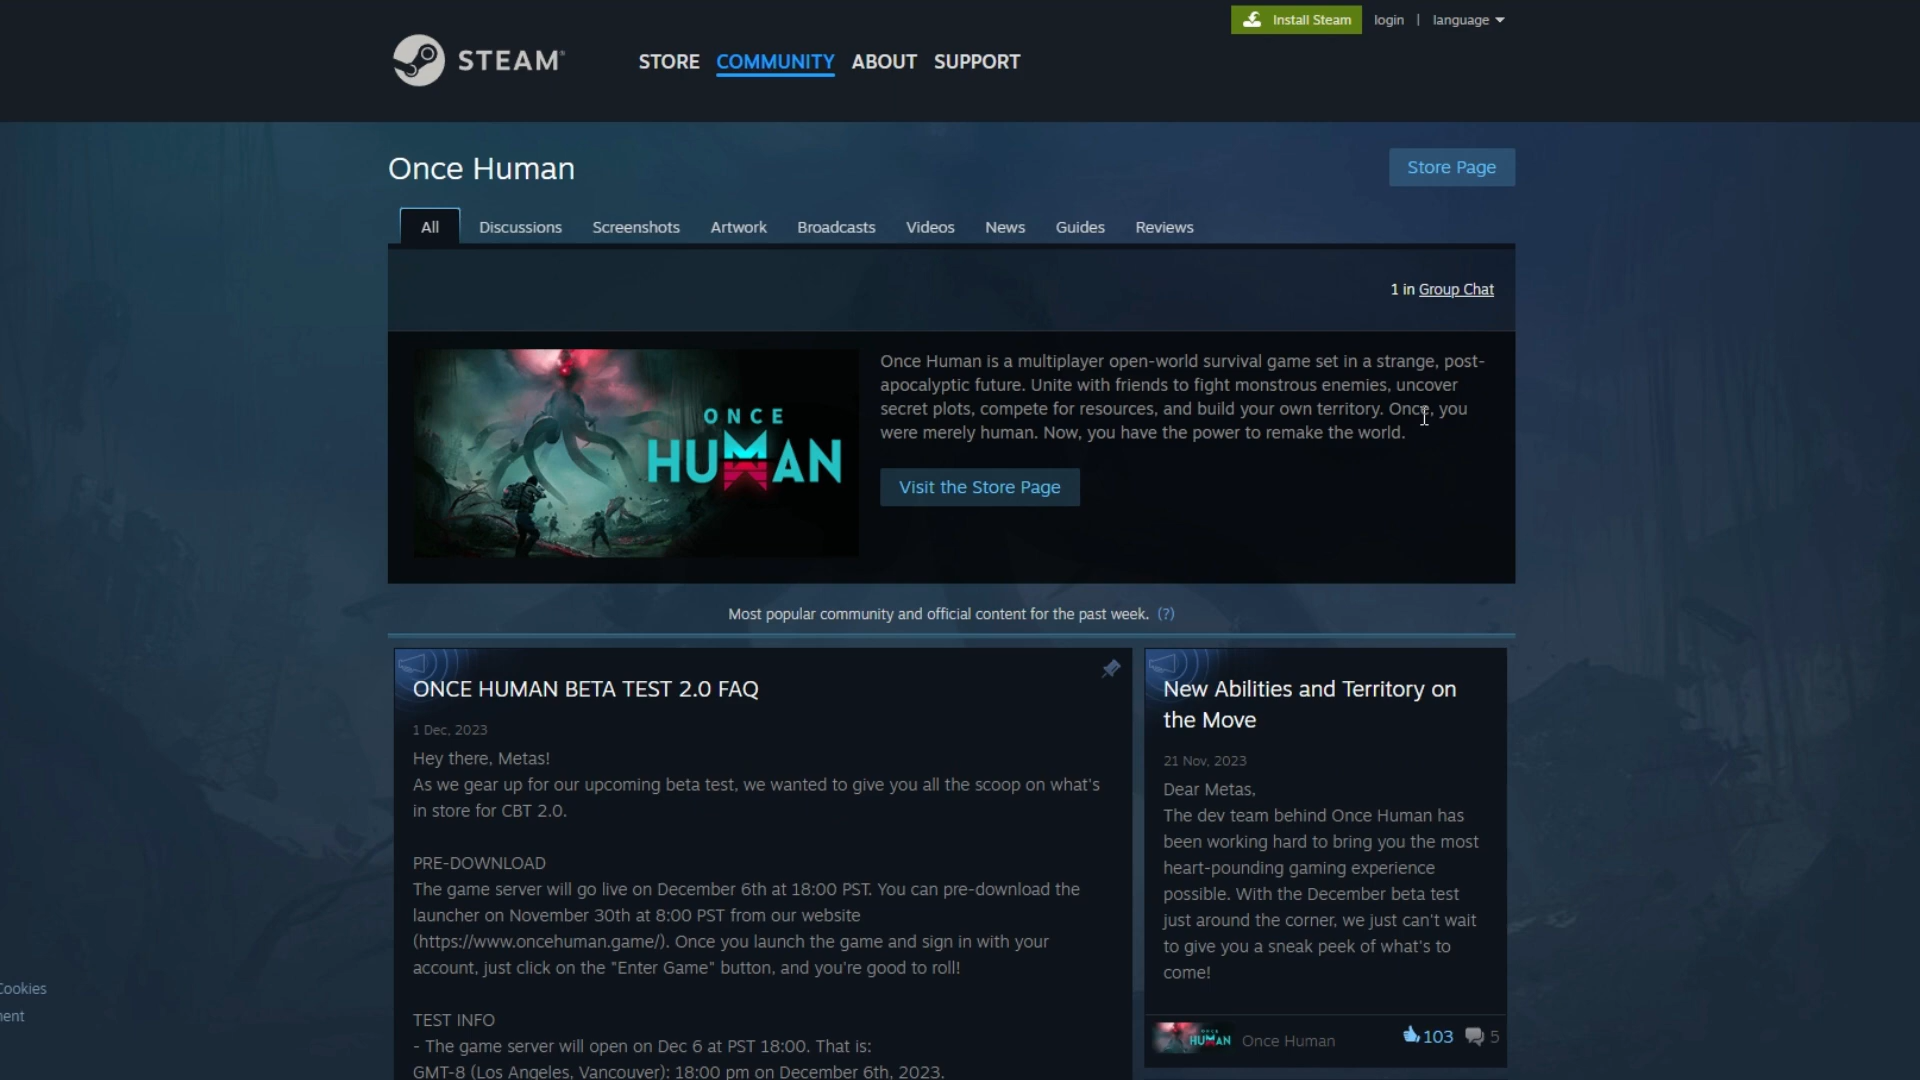 Install Steam login | language
STEAM®
STORE COMMUNITY ABOUT SUPPORT
Once Human
Store Page
All Discussions Screenshots Artwork Broadcasts Videos News Guides Reviews
1 in Group Chat
ONCE
HUMAN
Once Human is a multiplayer open-world survival game set in a strange, post-
apocalyptic future. Unite with friends to fight monstrous enemies, uncover
secret plots, compete for resources, and build your own territory. Once, you
were merely human. Now, you have the power to remake the world.
Visit the Store Page
Most popular community and official content for the past week. (?)
ONCE HUMAN BETA TEST 2.0 FAQ
1 Dec, 2023
Hey there, Metas!
As we gear up for our upcoming beta test, we wanted to give you all the scoop on what's
in store for CBT 2.0.
PRE-DOWNLOAD
The game server will go live on December 6th at 18:00 PST. You can pre-download the
launcher on November 30th at 8:00 PST from our website
(https://www.oncehuman.game/). Once you launch the game and sign in with your
account, just click on the "Enter Game" button, and you're good to roll!
TEST INFO
- The game server will open on Dec 6 at PST 18:00. That is:
GMT-8 (Los Angeles, Vancouver): 18:00 pm on December 6th, 2023.
New Abilities and Territory on
the Move
21 Nov, 2023
Dear Metas,
The dev team behind Once Human has
been working hard to bring you the most
heart-pounding gaming experience
possible. With the December beta test
just around the corner, we just can't wait
to give you a sneak peek of what's to
come!
ONCE
HUMAN
Once Human 103 5
Cookies
ent